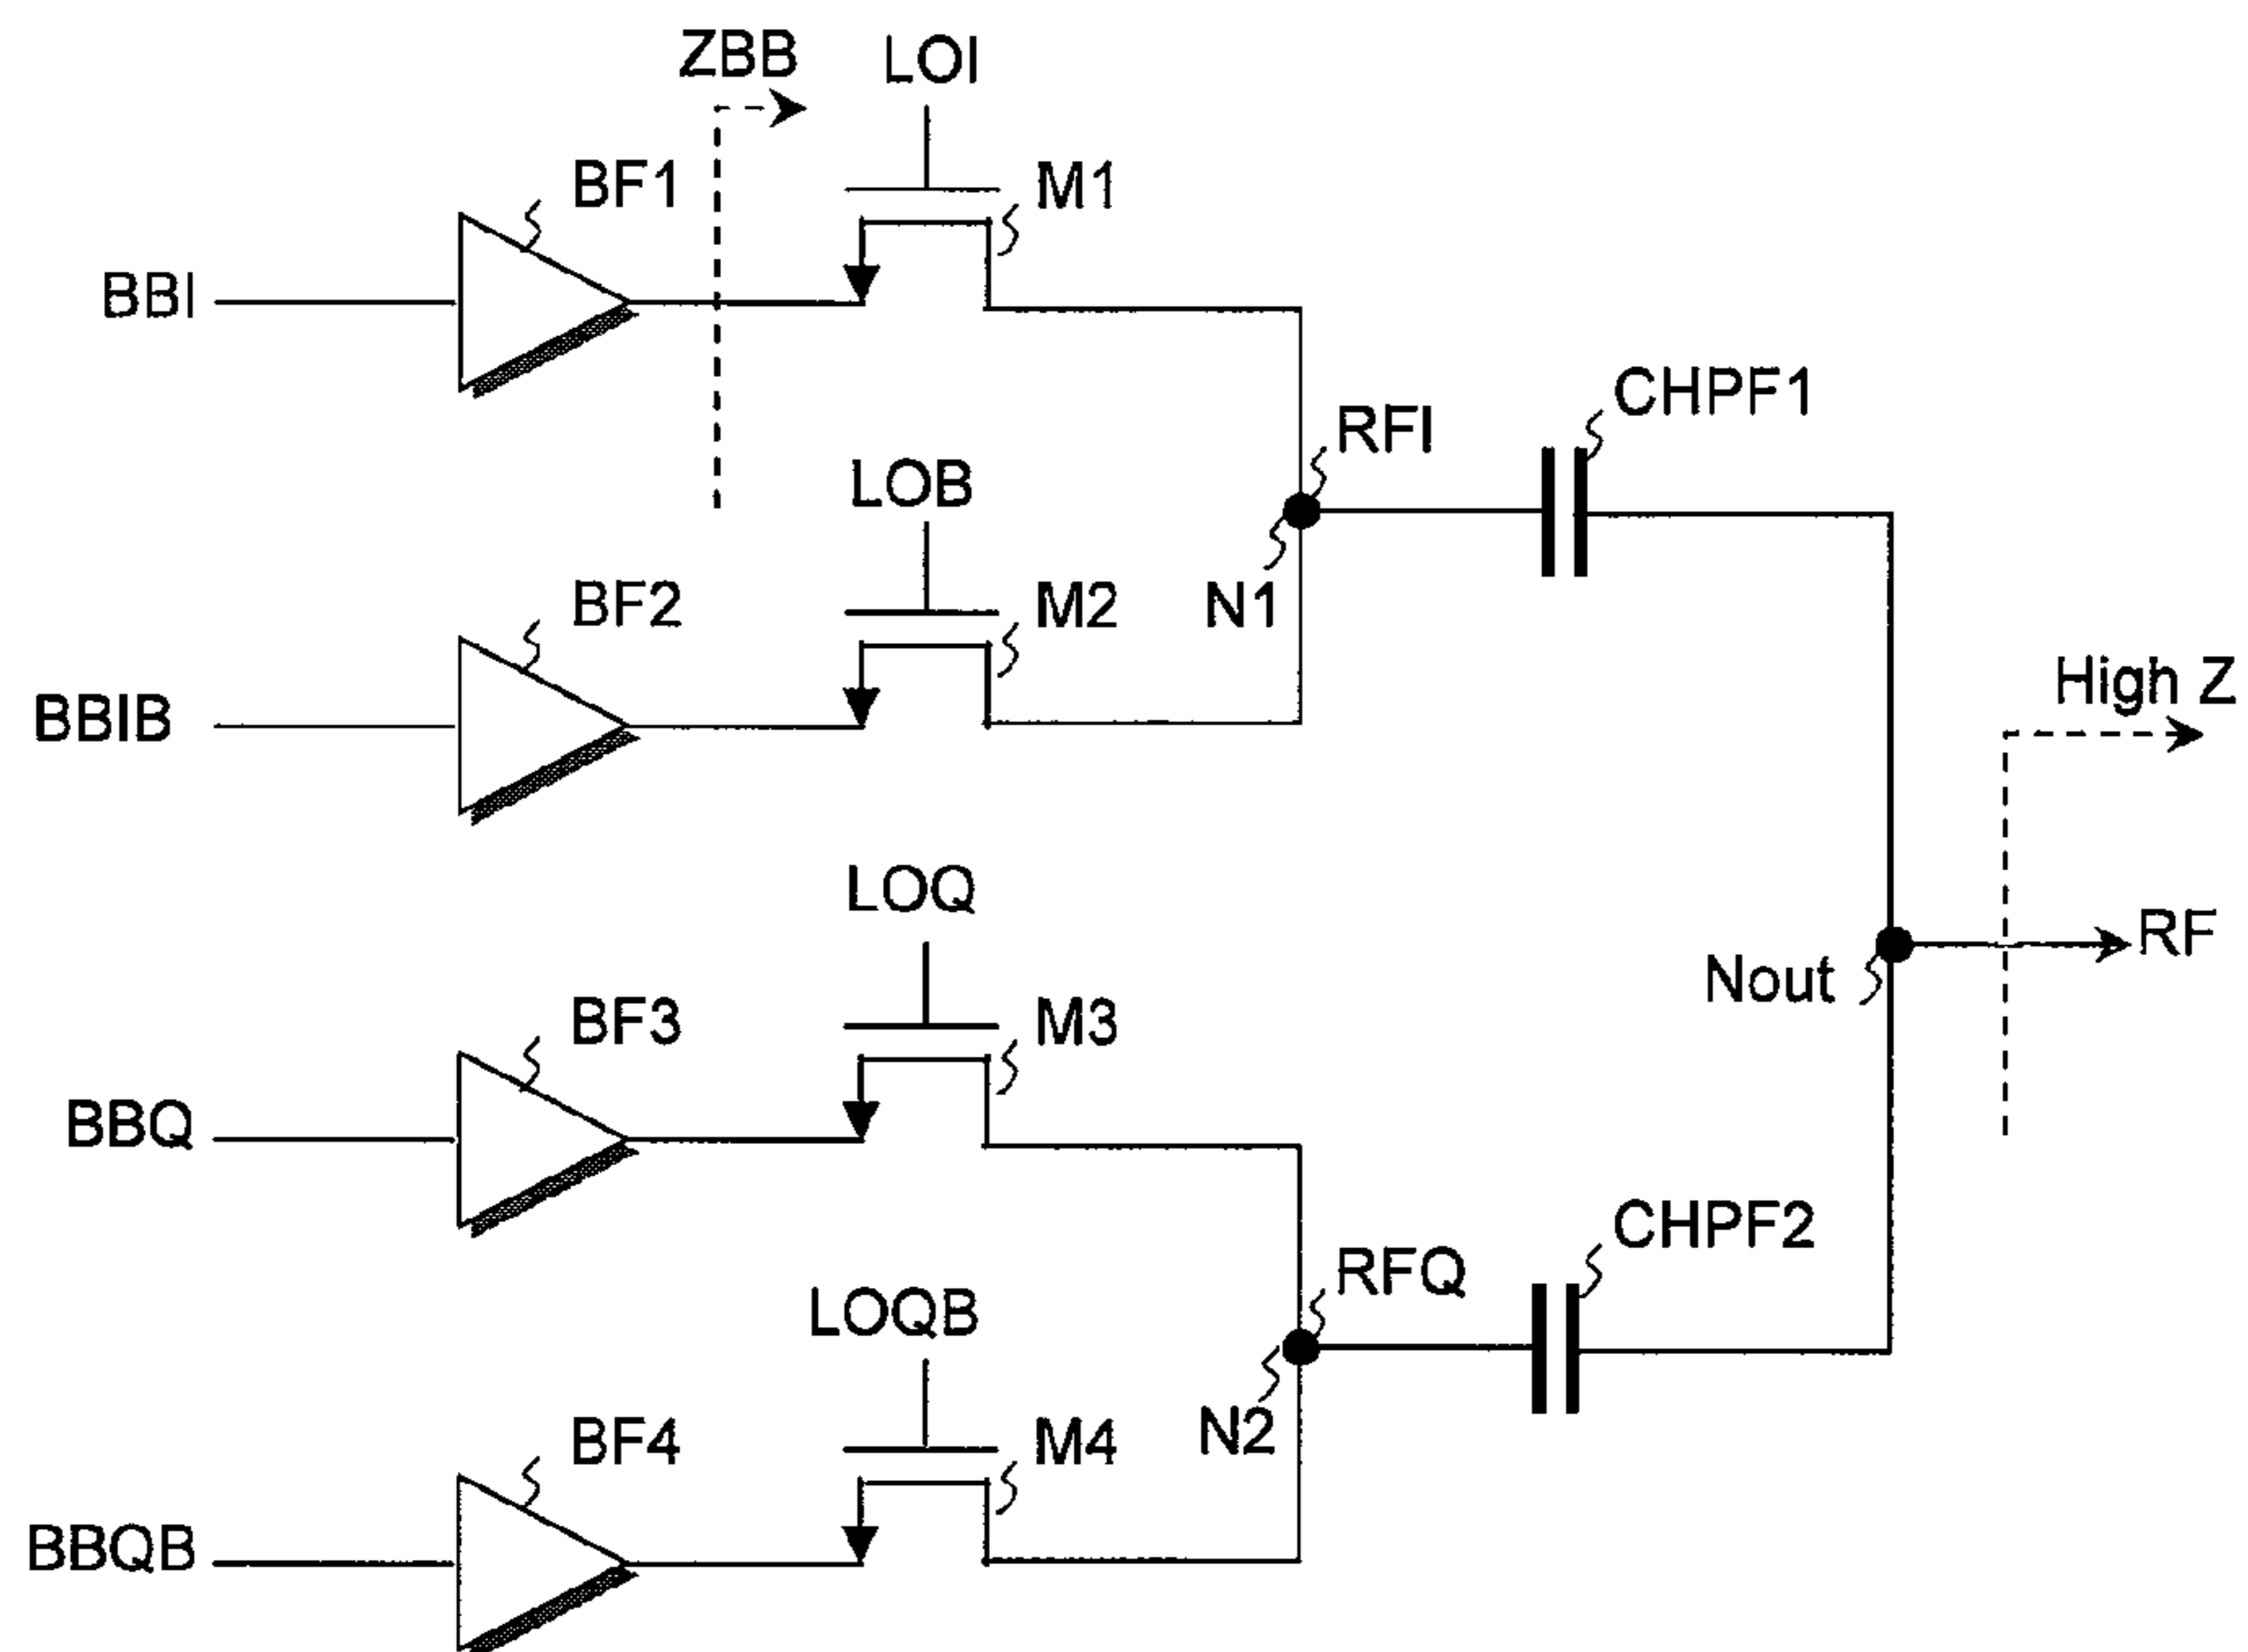 ZBB
LOI
BF1
M1
BBI
CHPF1
RFI
LOB
BF2
M2
N1
BBIB
High Z
LOQ
RF
Nout
BF3
M3
BBQ
CHPF2
RFQ
LOQB
BF4
M4
N2
BBQB